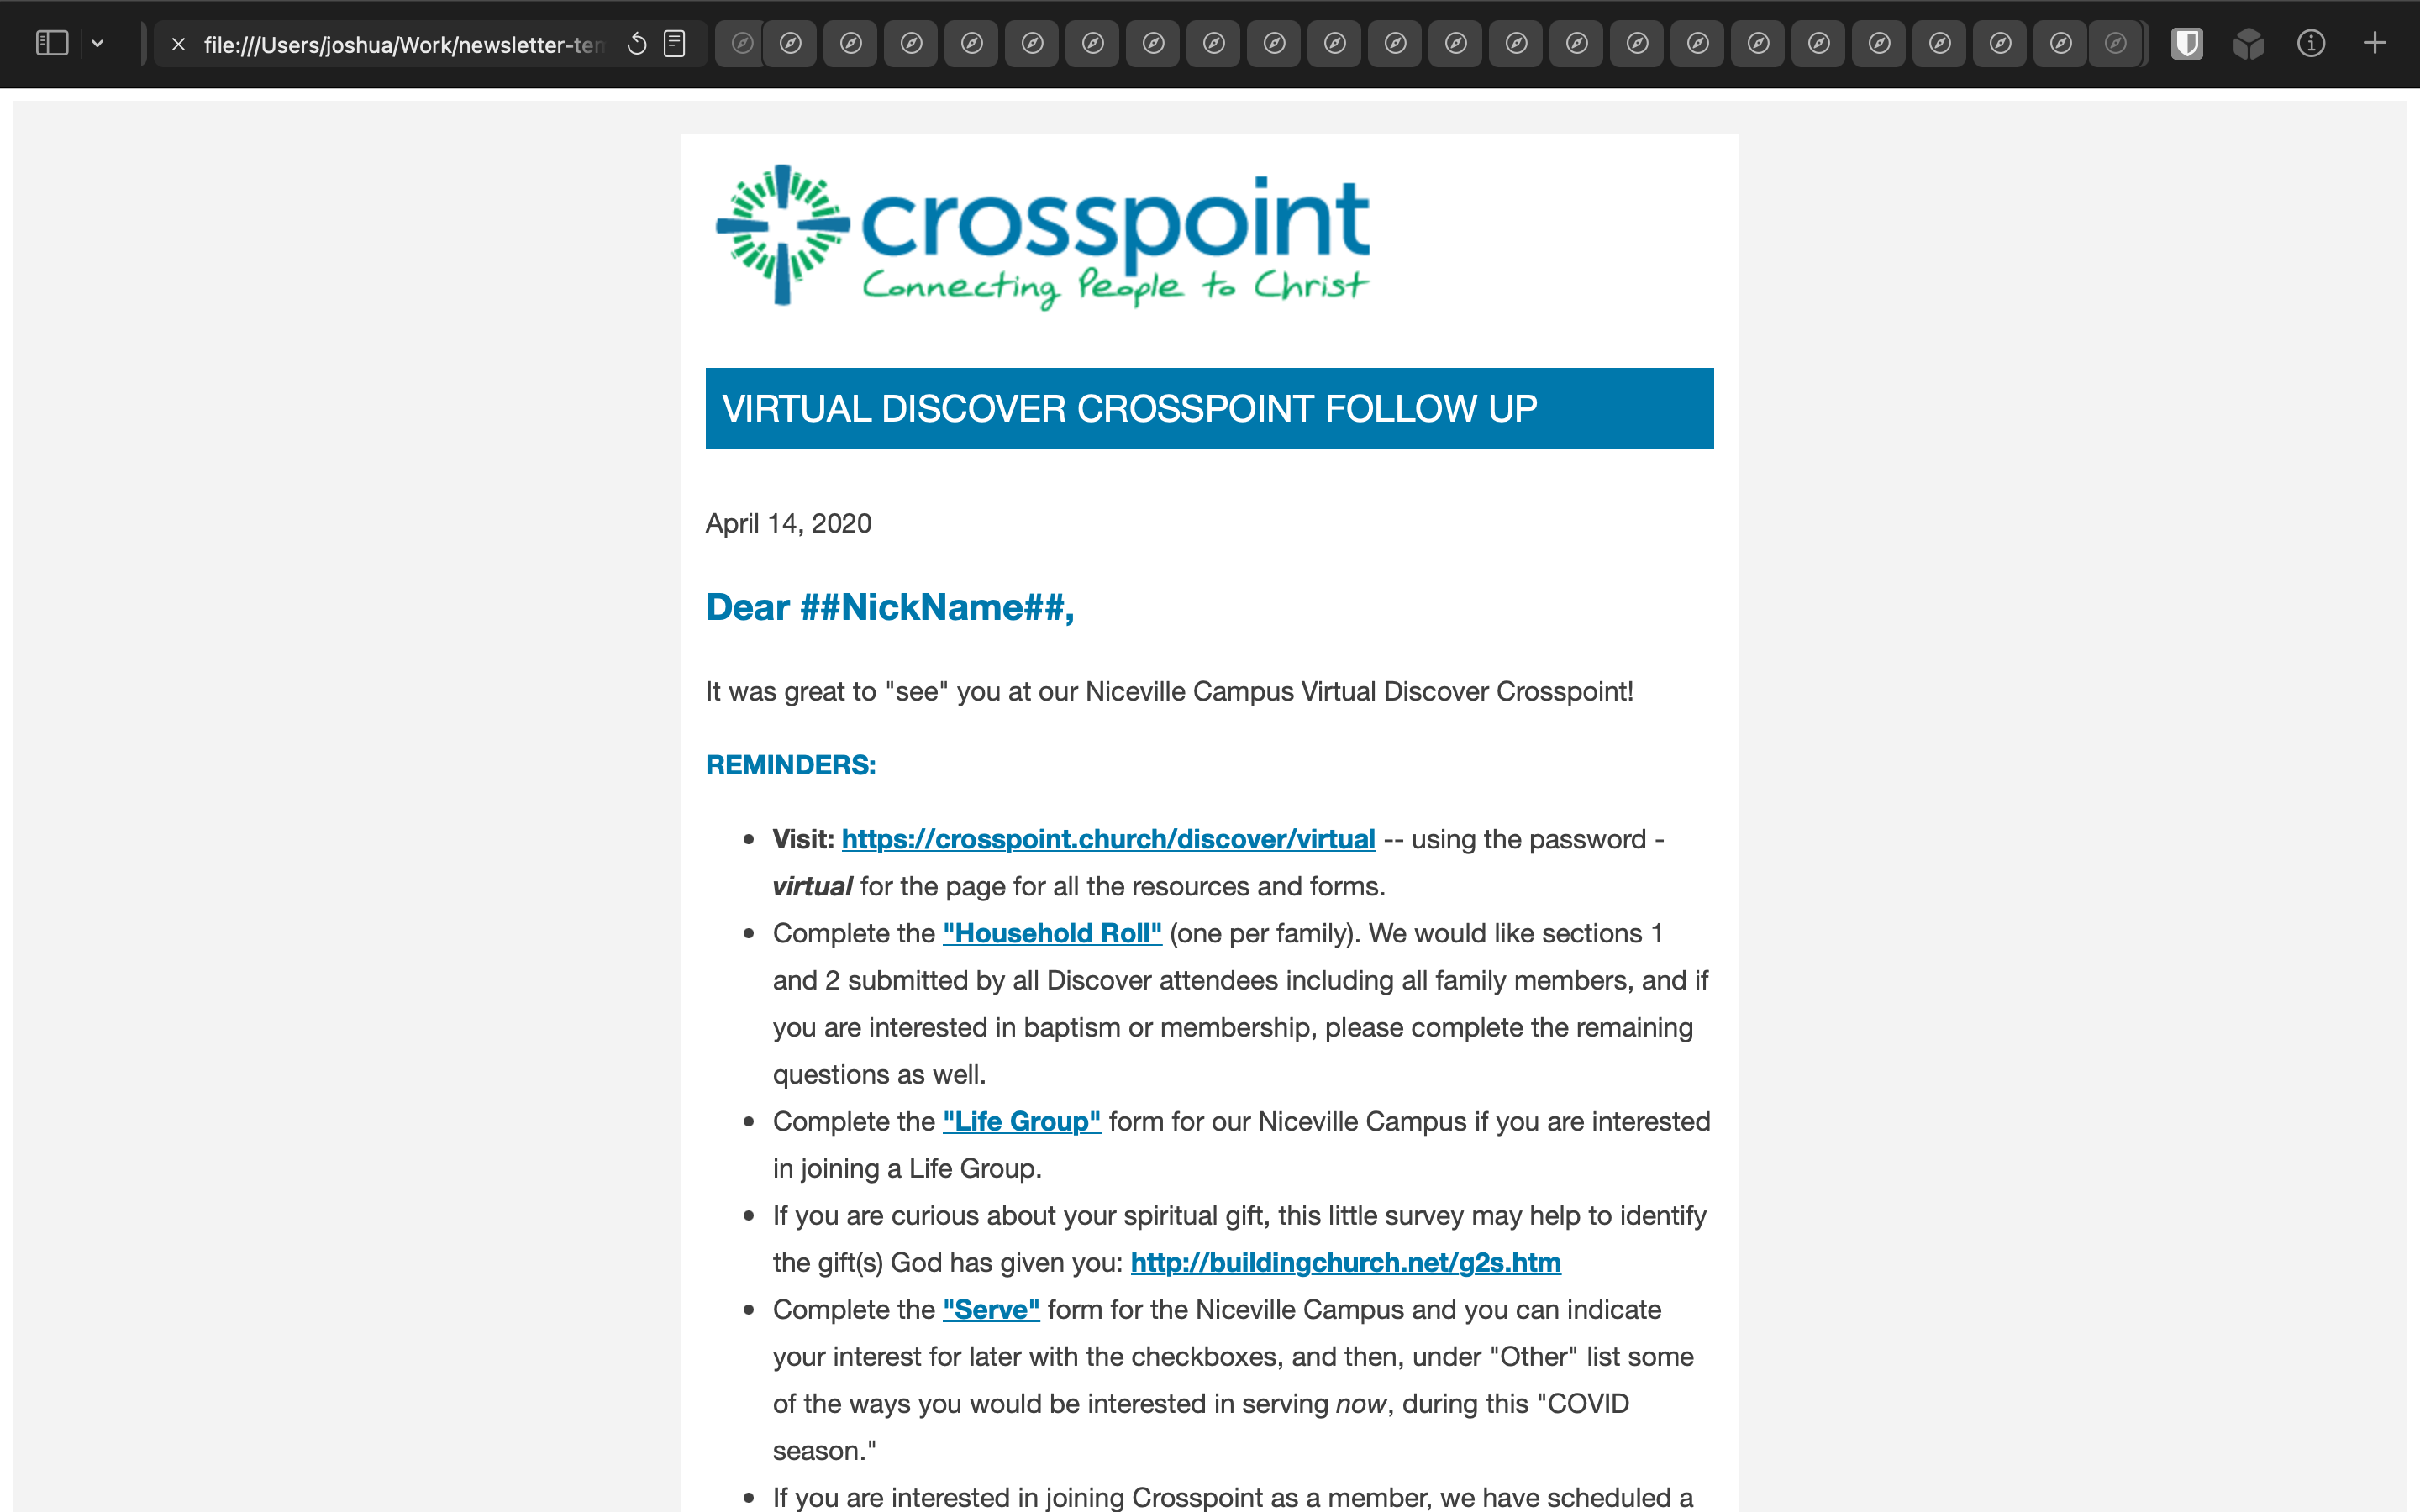 file:///Users/joshua/Work/newsletter-ten
crosspoint
Connecting People to Christ
VIRTUAL DISCOVER CROSSPOINT FOLLOW UP
April 14, 2020
Dear ##NickName##,
It was great to "see" you at our Niceville Campus Virtual Discover Crosspoint!
REMINDERS:
• Visit: https://crosspoint.church/discover/virtual -- using the password -
virtual for the page for all the resources and forms.
• Complete the "Household Roll" (one per family). We would like sections 1
and 2 submitted by all Discover attendees including all family members, and if
you are interested in baptism or membership, please complete the remaining
questions as well.
• Complete the "Life Group" form for our Niceville Campus if you are interested
in joining a Life Group.
• If you are curious about your spiritual gift, this little survey may help to identify
the gift(s) God has given you: http://buildingchurch.net/g2s.htm
• Complete the "Serve" form for the Niceville Campus and you can indicate
your interest for later with the checkboxes, and then, under "Other" list some
of the ways you would be interested in serving now, during this "COVID
season."
• If you are interested in joining Crosspoint as a member, we have scheduled a